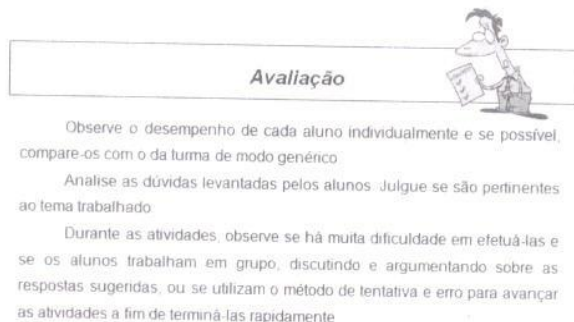 Avaliação
Observe o desempenho de cada aluno individualmente e se possível,
compare-os com o da turma de modo genérico.
Analise as dúvidas levantadas pelos alunos. Julgue se são pertinentes
ao tema trabalhado.
Durante as atividades, observe se há muita dificuldade em efetuá-las e
se os alunos trabalham em grupo, discutindo e argumentando sobre as
respostas sugeridas, ou se utilizam o método de tentativa e erro para avançar
as atividades a fim de terminá-las rapidamente